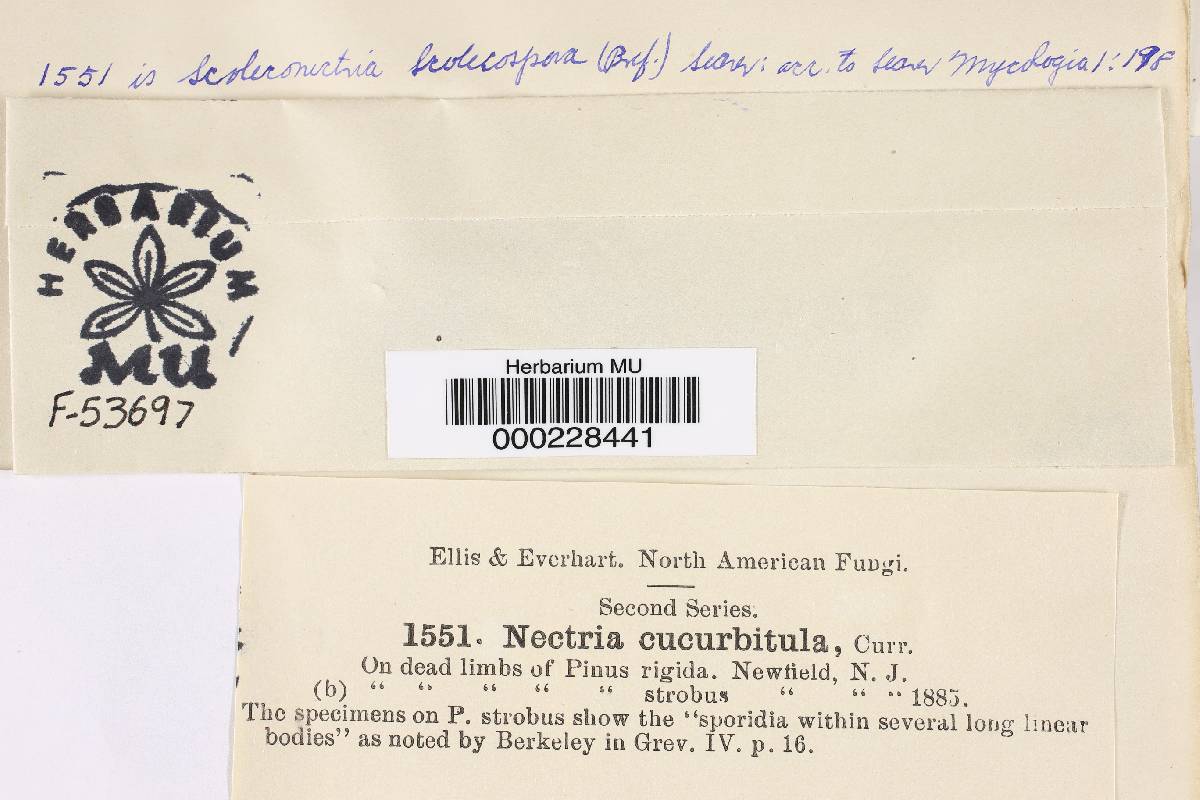 1551 is Scoleconectria scolecospora (Bref.) Seaver: acc. to Seaver Mycologia 1:198
HERBARIUM
MU
F-53697
Herbarium MU
000228441
Ellis & Everhart. North American Fungi.
Second Series.
1551. Nectria cucurbitula, Curr.
On dead limbs of Pinus rigida. Newfield, N. J.
(b) “ “ “ “ “ strobus “ “ “ 1885.
The specimens on P. strobus show the “sporidia within several long linear
bodies” as noted by Berkeley in Grev. IV. p. 16.